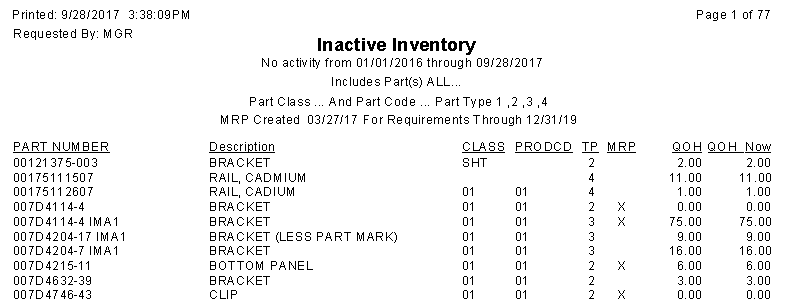 Printed: 9/28/2017 3:38:09PM Page 1 of 77
Requested By: MGR
Inactive Inventory
No activity from 01/01/2016 through 09/28/2017
Includes Part(s) ALL...
Part Class ... And Part Code ... Part Type 1 ,2 ,3 ,4
MRP Created 03/27/17 For Requirements Through 12/31/19
PART NUMBER Description CLASS PRODCD TP MRP QOH QOH Now
00121375-003 BRACKET SHT 2 2.00 2.00
00175111507 RAIL, CADMIUM 4 11.00 11.00
00175112607 RAIL, CADIUM 01 01 4 1.00 1.00
007D4114-4 BRACKET 01 01 2 X 0.00 0.00
007D4114-4 IMA1 BRACKET 01 01 3 X 75.00 75.00
007D4204-17 IMA1 BRACKET (LESS PART MARK) 01 01 3 9.00 9.00
007D4204-7 IMA1 BRACKET 01 01 3 16.00 16.00
007D4215-11 BOTTOM PANEL 01 01 2 X 6.00 6.00
007D4632-39 BRACKET 01 01 2 3.00 3.00
007D4746-43 CLIP 01 01 2 X 0.00 0.00